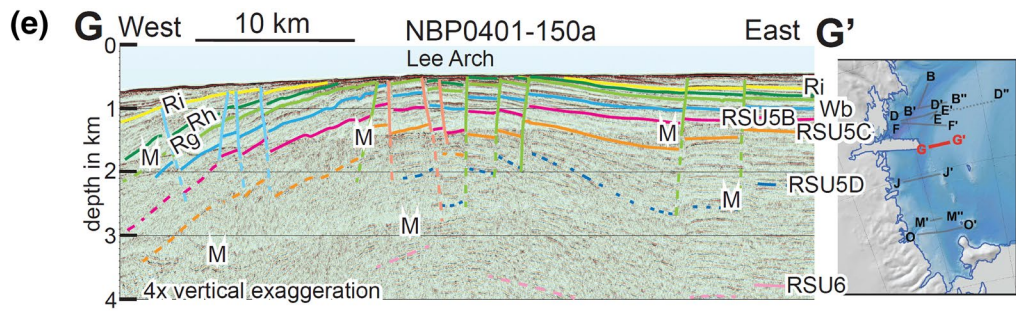 (e) G West 10 km NBP0401-150a East G'
Lee Arch
0
1
2
3
4
depth in km
Ri
Rh
Rg
M
M
M
M
M
M
Ri
Wb
RSU5B
RSU5C
RSU5D
RSU6
4x vertical exaggeration
B
B' D' B" D"
D E' E
F F'
G G'
J J'
M' M" O'
O